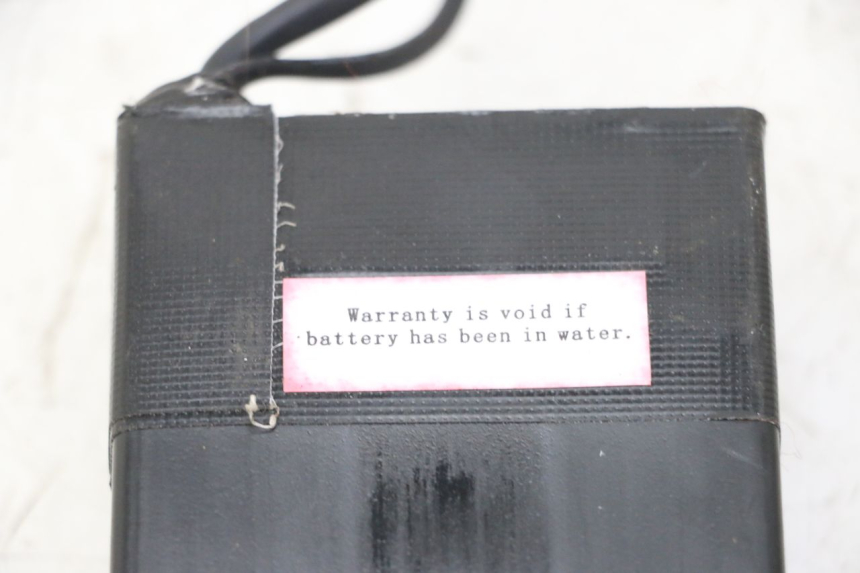 Warranty is void if
battery has been in water.